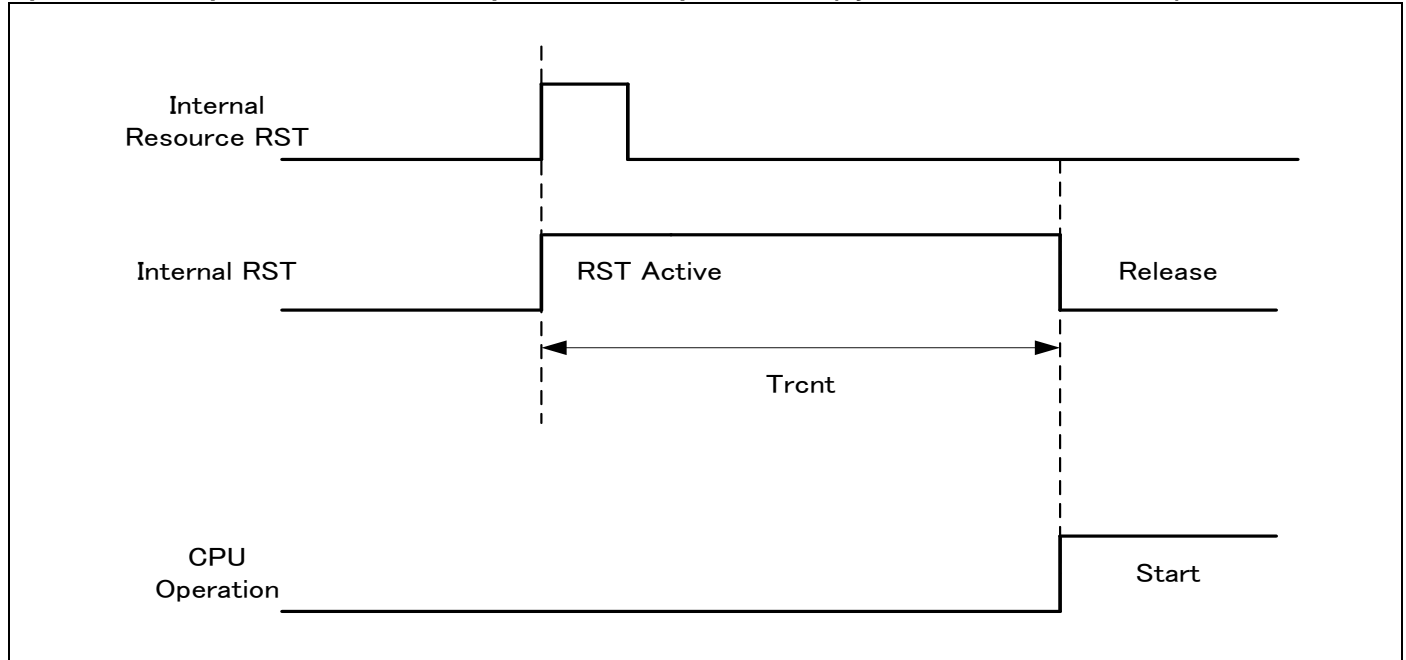 Internal
Resource RST
Internal RST
RST Active
Release
Trcnt
CPU
Operation
Start